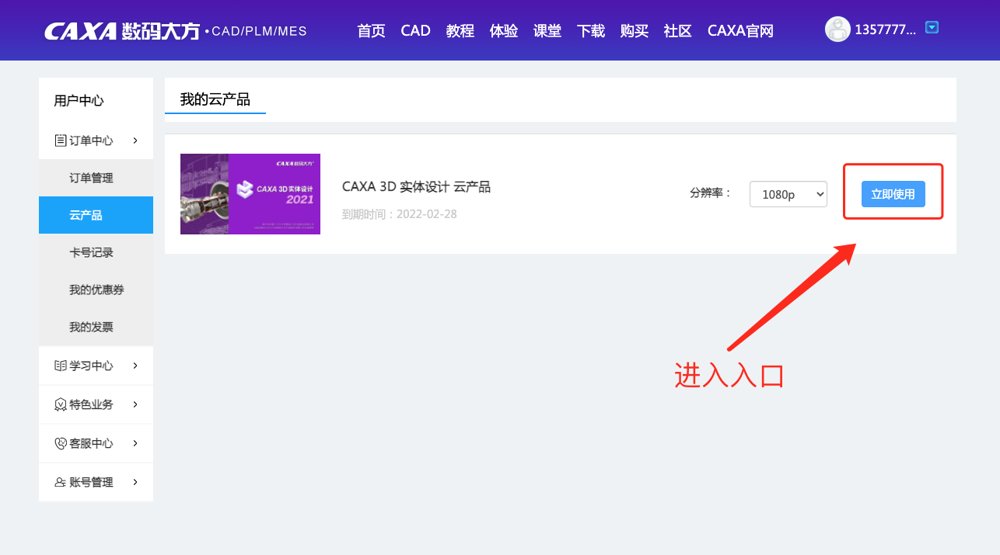 CAXA 数码大方 •CAD/PLM/MES
首页 CAD 教程 体验 课堂 下载 购买 社区 CAXA官网
1357777...
用户中心
订单中心
订单管理
云产品
卡号记录
我的优惠券
我的发票
学习中心
特色业务
客服中心
账号管理
我的云产品
CAXA数码大方
CAXA 3D 实体设计
2021
CAXA 3D 实体设计 云产品
到期时间：2022-02-28
分辨率：
1080p
立即使用
进入入口